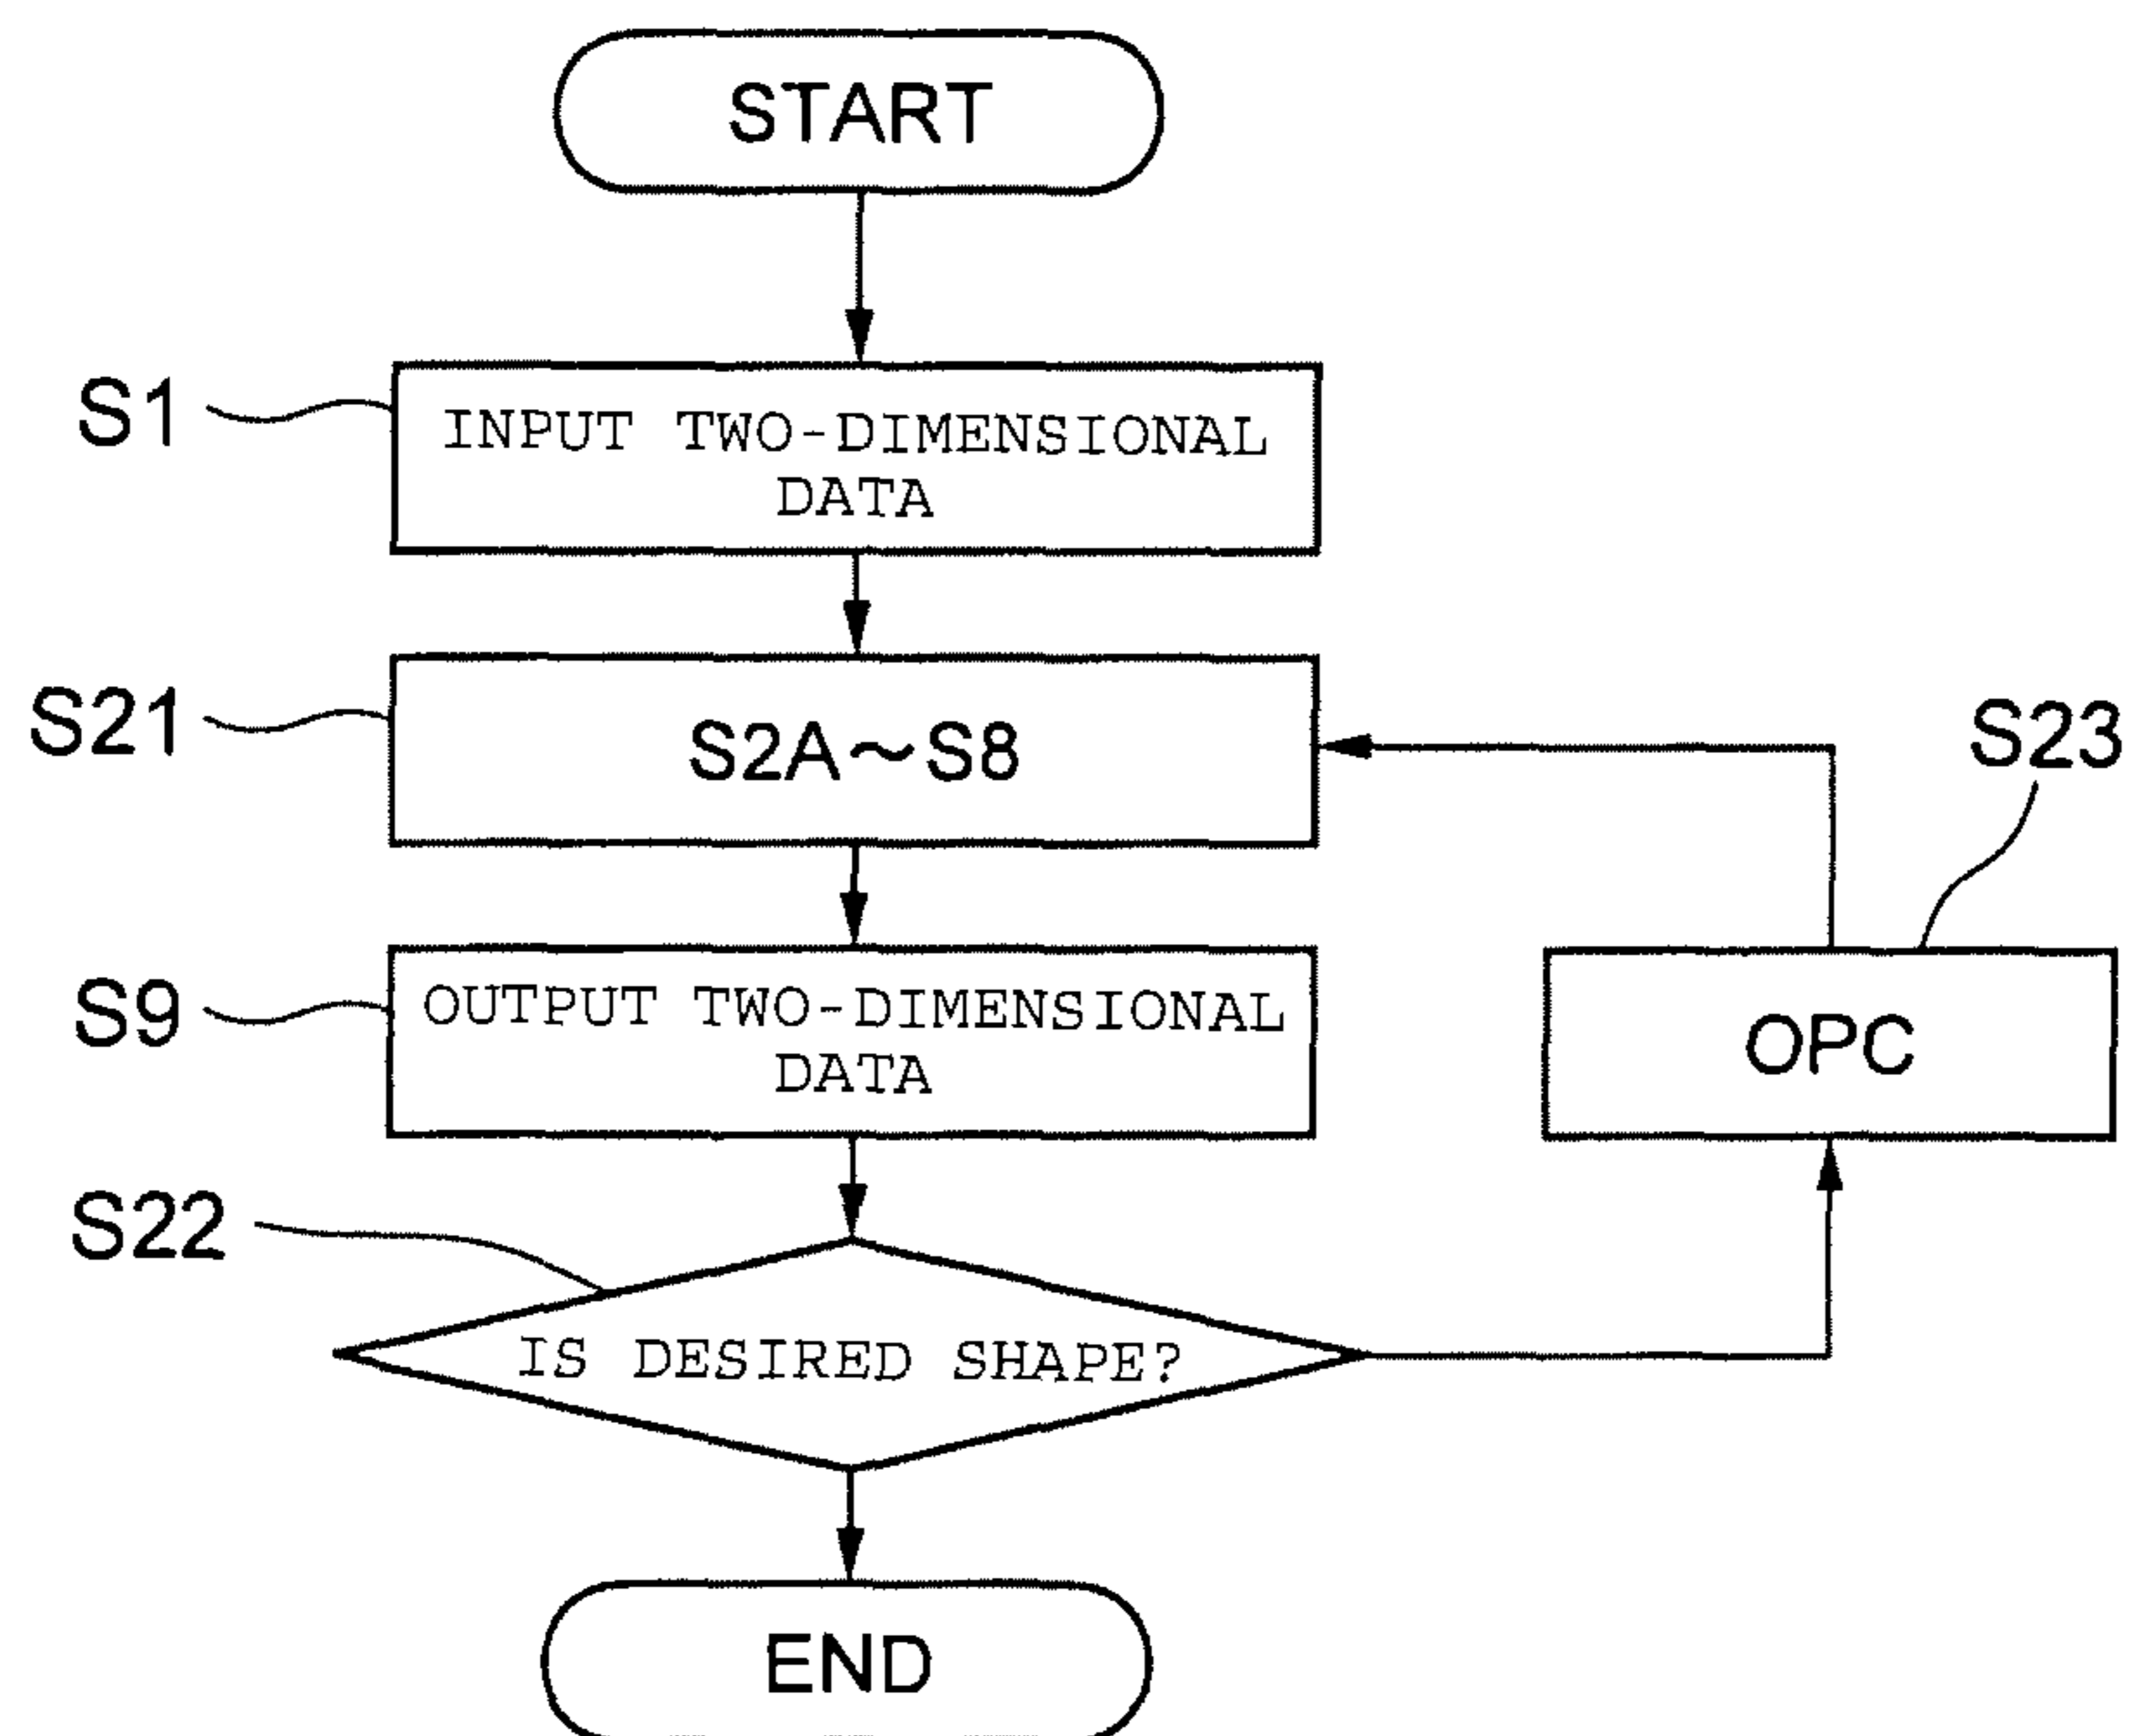 START
S1
INPUT TWO-DIMENSIONAL
DATA
S21
S2A~S8
S23
S9
OUTPUT TWO-DIMENSIONAL
DATA
OPC
S22
IS DESIRED SHAPE?
END